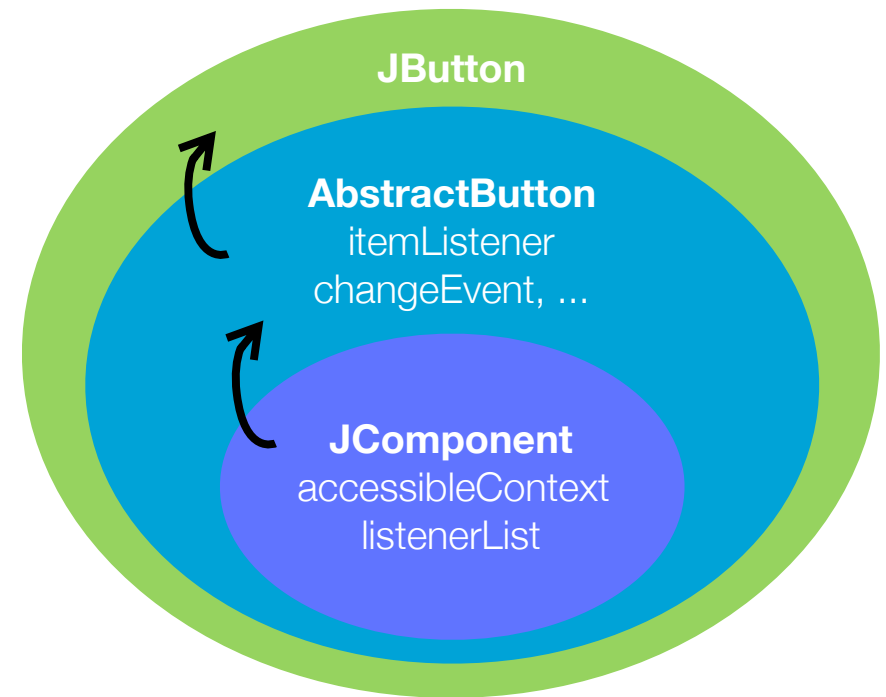 JButton
AbstractButton
itemListener
changeEvent, ...
JComponent
accessibleContext
listenerList